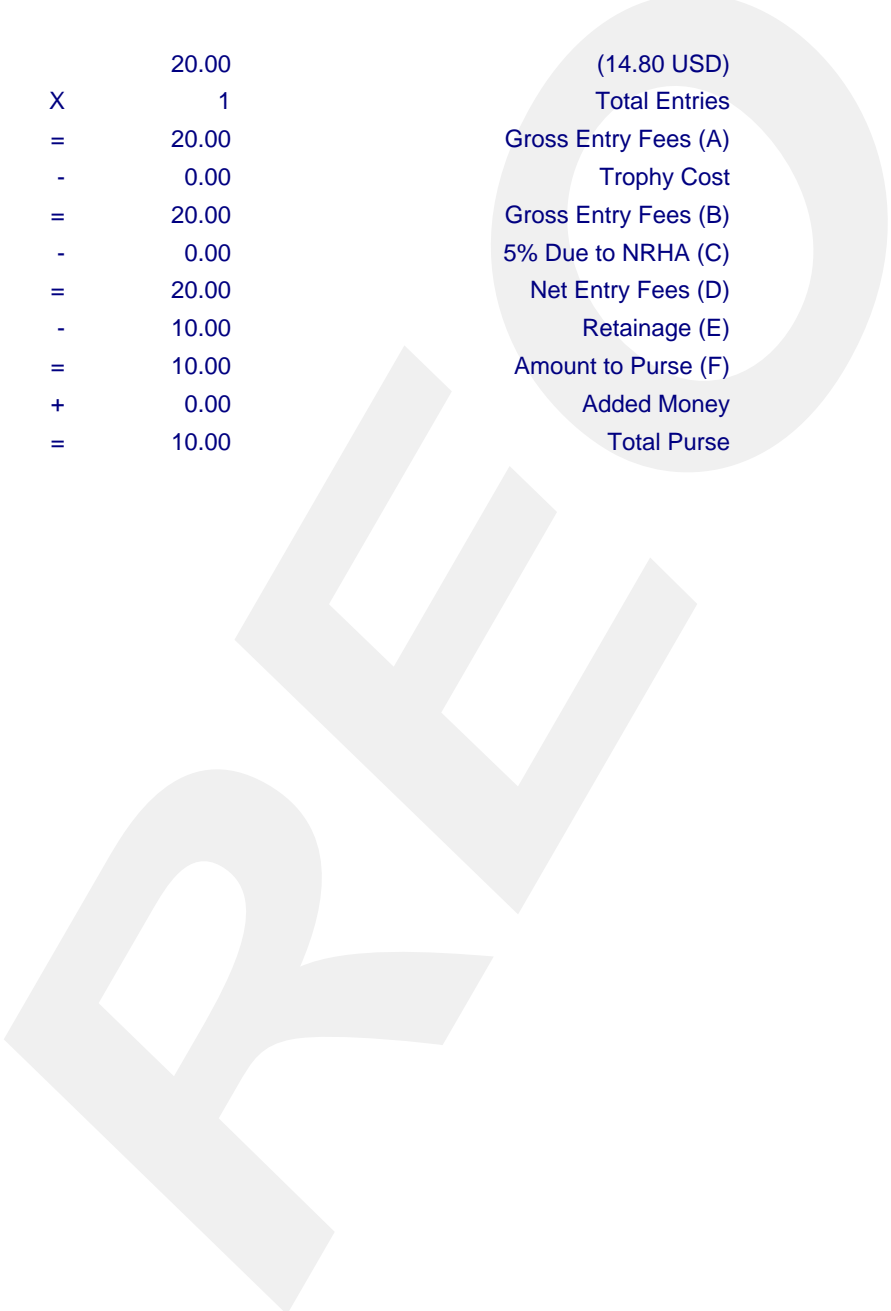 20.00 (14.80 USD)
X 1 Total Entries
= 20.00 Gross Entry Fees (A)
- 0.00 Trophy Cost
= 20.00 Gross Entry Fees (B)
- 0.00 5% Due to NRHA (C)
= 20.00 Net Entry Fees (D)
- 10.00 Retainage (E)
= 10.00 Amount to Purse (F)
+ 0.00 Added Money
= 10.00 Total Purse
REO